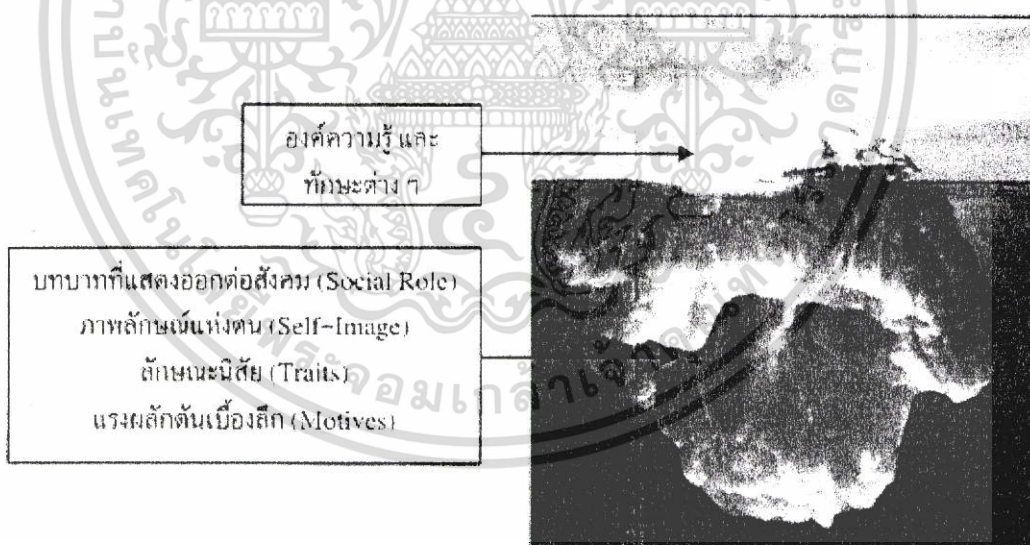 องค์ความรู้ และ
ทักษะต่าง ๆ
บทบาทที่แสดงออกต่อสังคม (Social Role)
ภาพลักษณ์แห่งตน (Self-Image)
ลักษณะนิสัย (Traits)
แรงผลักดันเบื้องลึก (Motives)